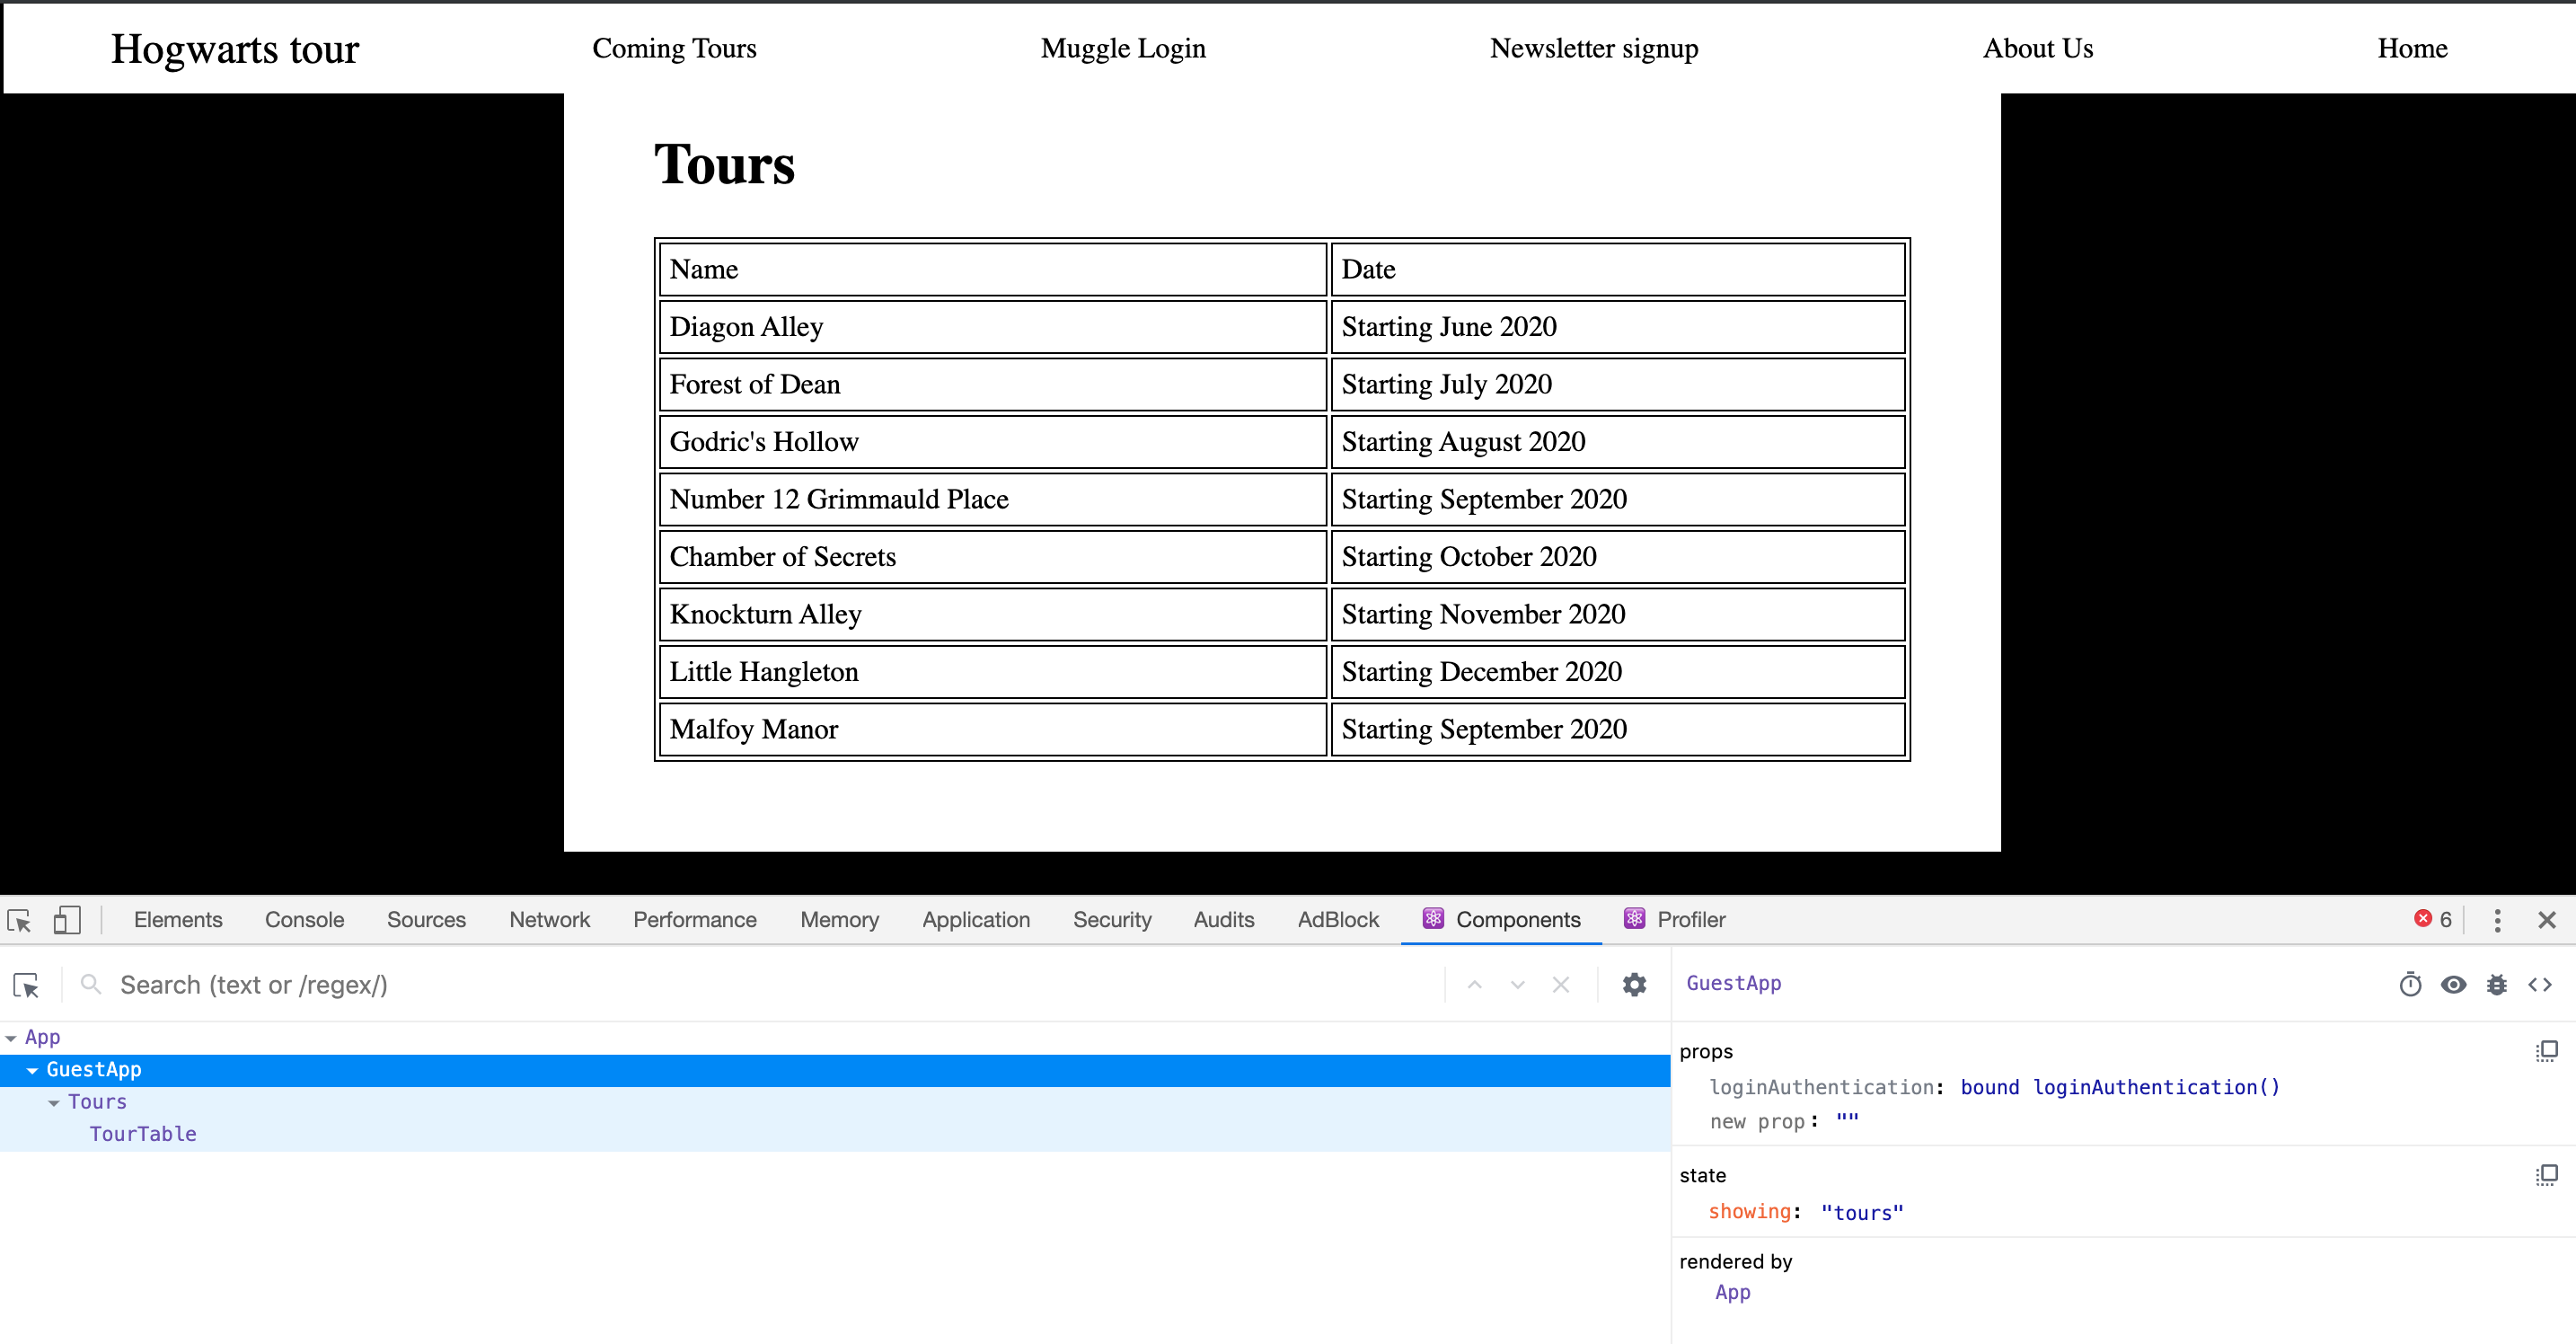 Hogwarts tour Coming Tours Muggle Login Newsletter signup About Us Home
Tours
Name Date
Diagon Alley Starting June 2020
Forest of Dean Starting July 2020
Godric's Hollow Starting August 2020
Number 12 Grimmauld Place Starting September 2020
Chamber of Secrets Starting October 2020
Knockturn Alley Starting November 2020
Little Hangleton Starting December 2020
Malfoy Manor Starting September 2020
Elements Console Sources Network Performance Memory Application Security Audits AdBlock Components Profiler 6
Search (text or /regex/)
App
GuestApp
Tours
TourTable
GuestApp
props
loginAuthentication: bound loginAuthentication()
new prop: ""
state
showing: "tours"
rendered by
App